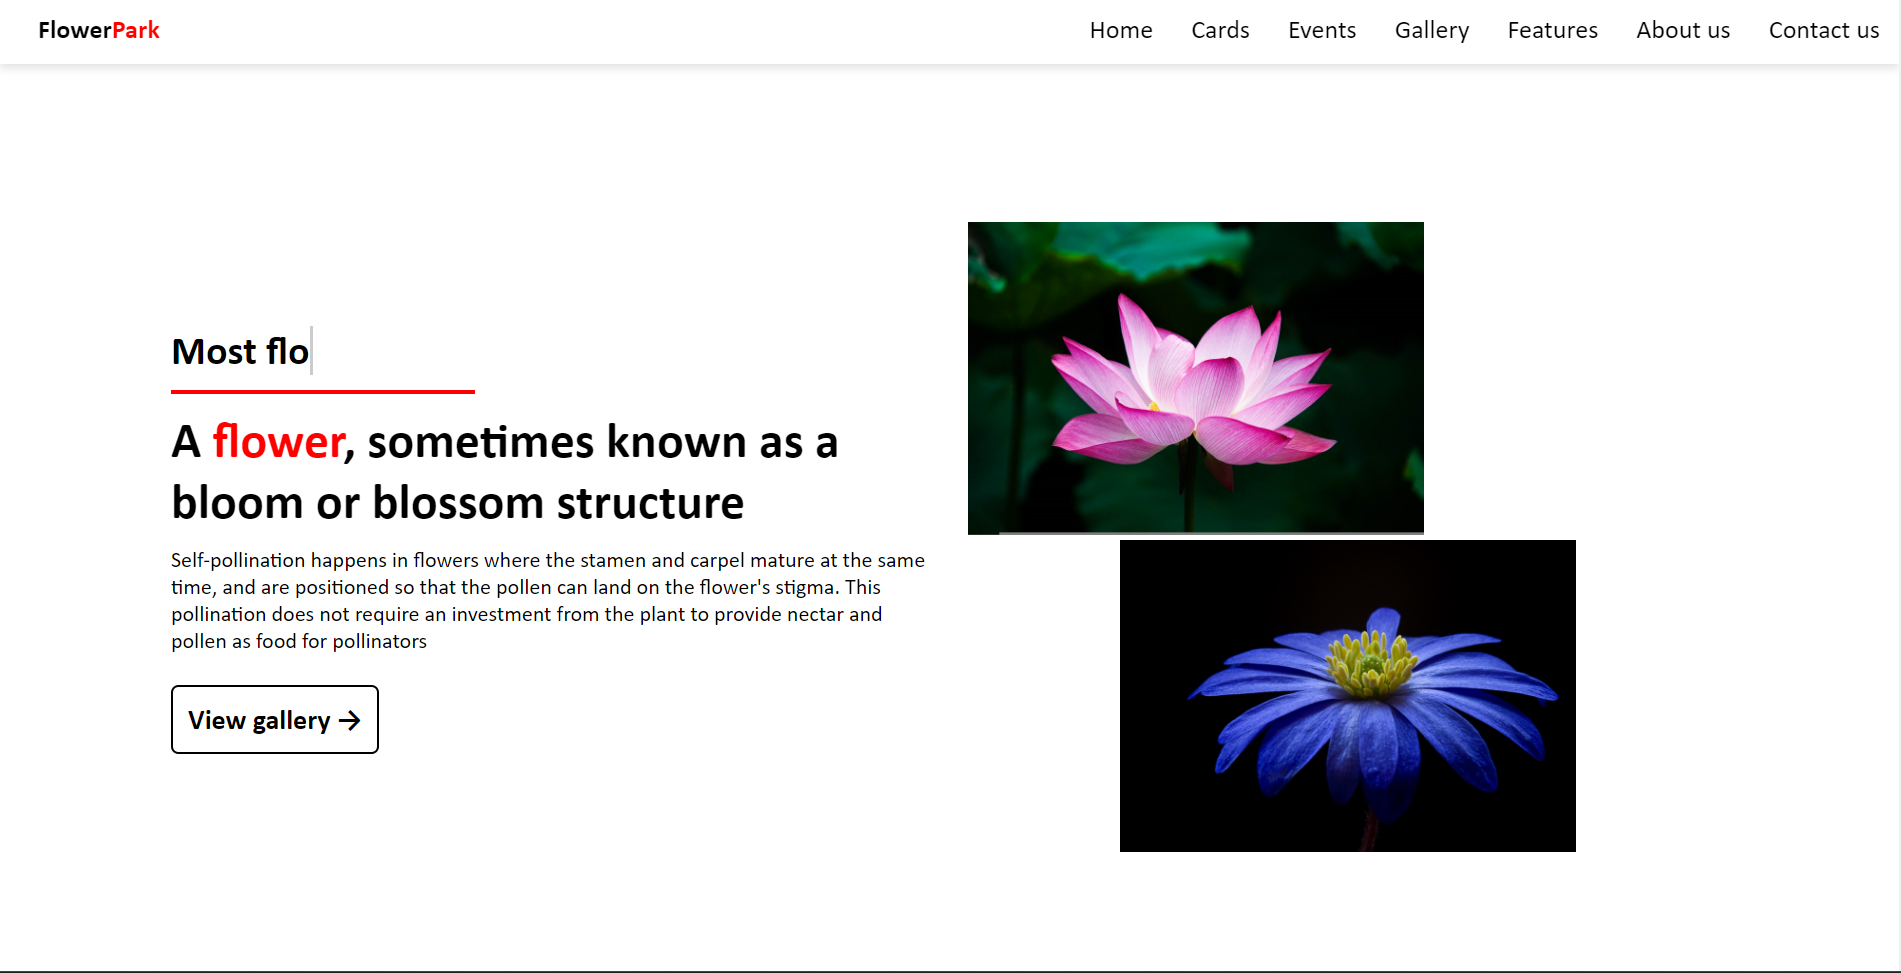 FlowerPark
Home Cards Events Gallery Features About us Contact us
Most flo
A flower, sometimes known as a
bloom or blossom structure
Self-pollination happens in flowers where the stamen and carpel mature at the same
time, and are positioned so that the pollen can land on the flower's stigma. This
pollination does not require an investment from the plant to provide nectar and
pollen as food for pollinators
View gallery →